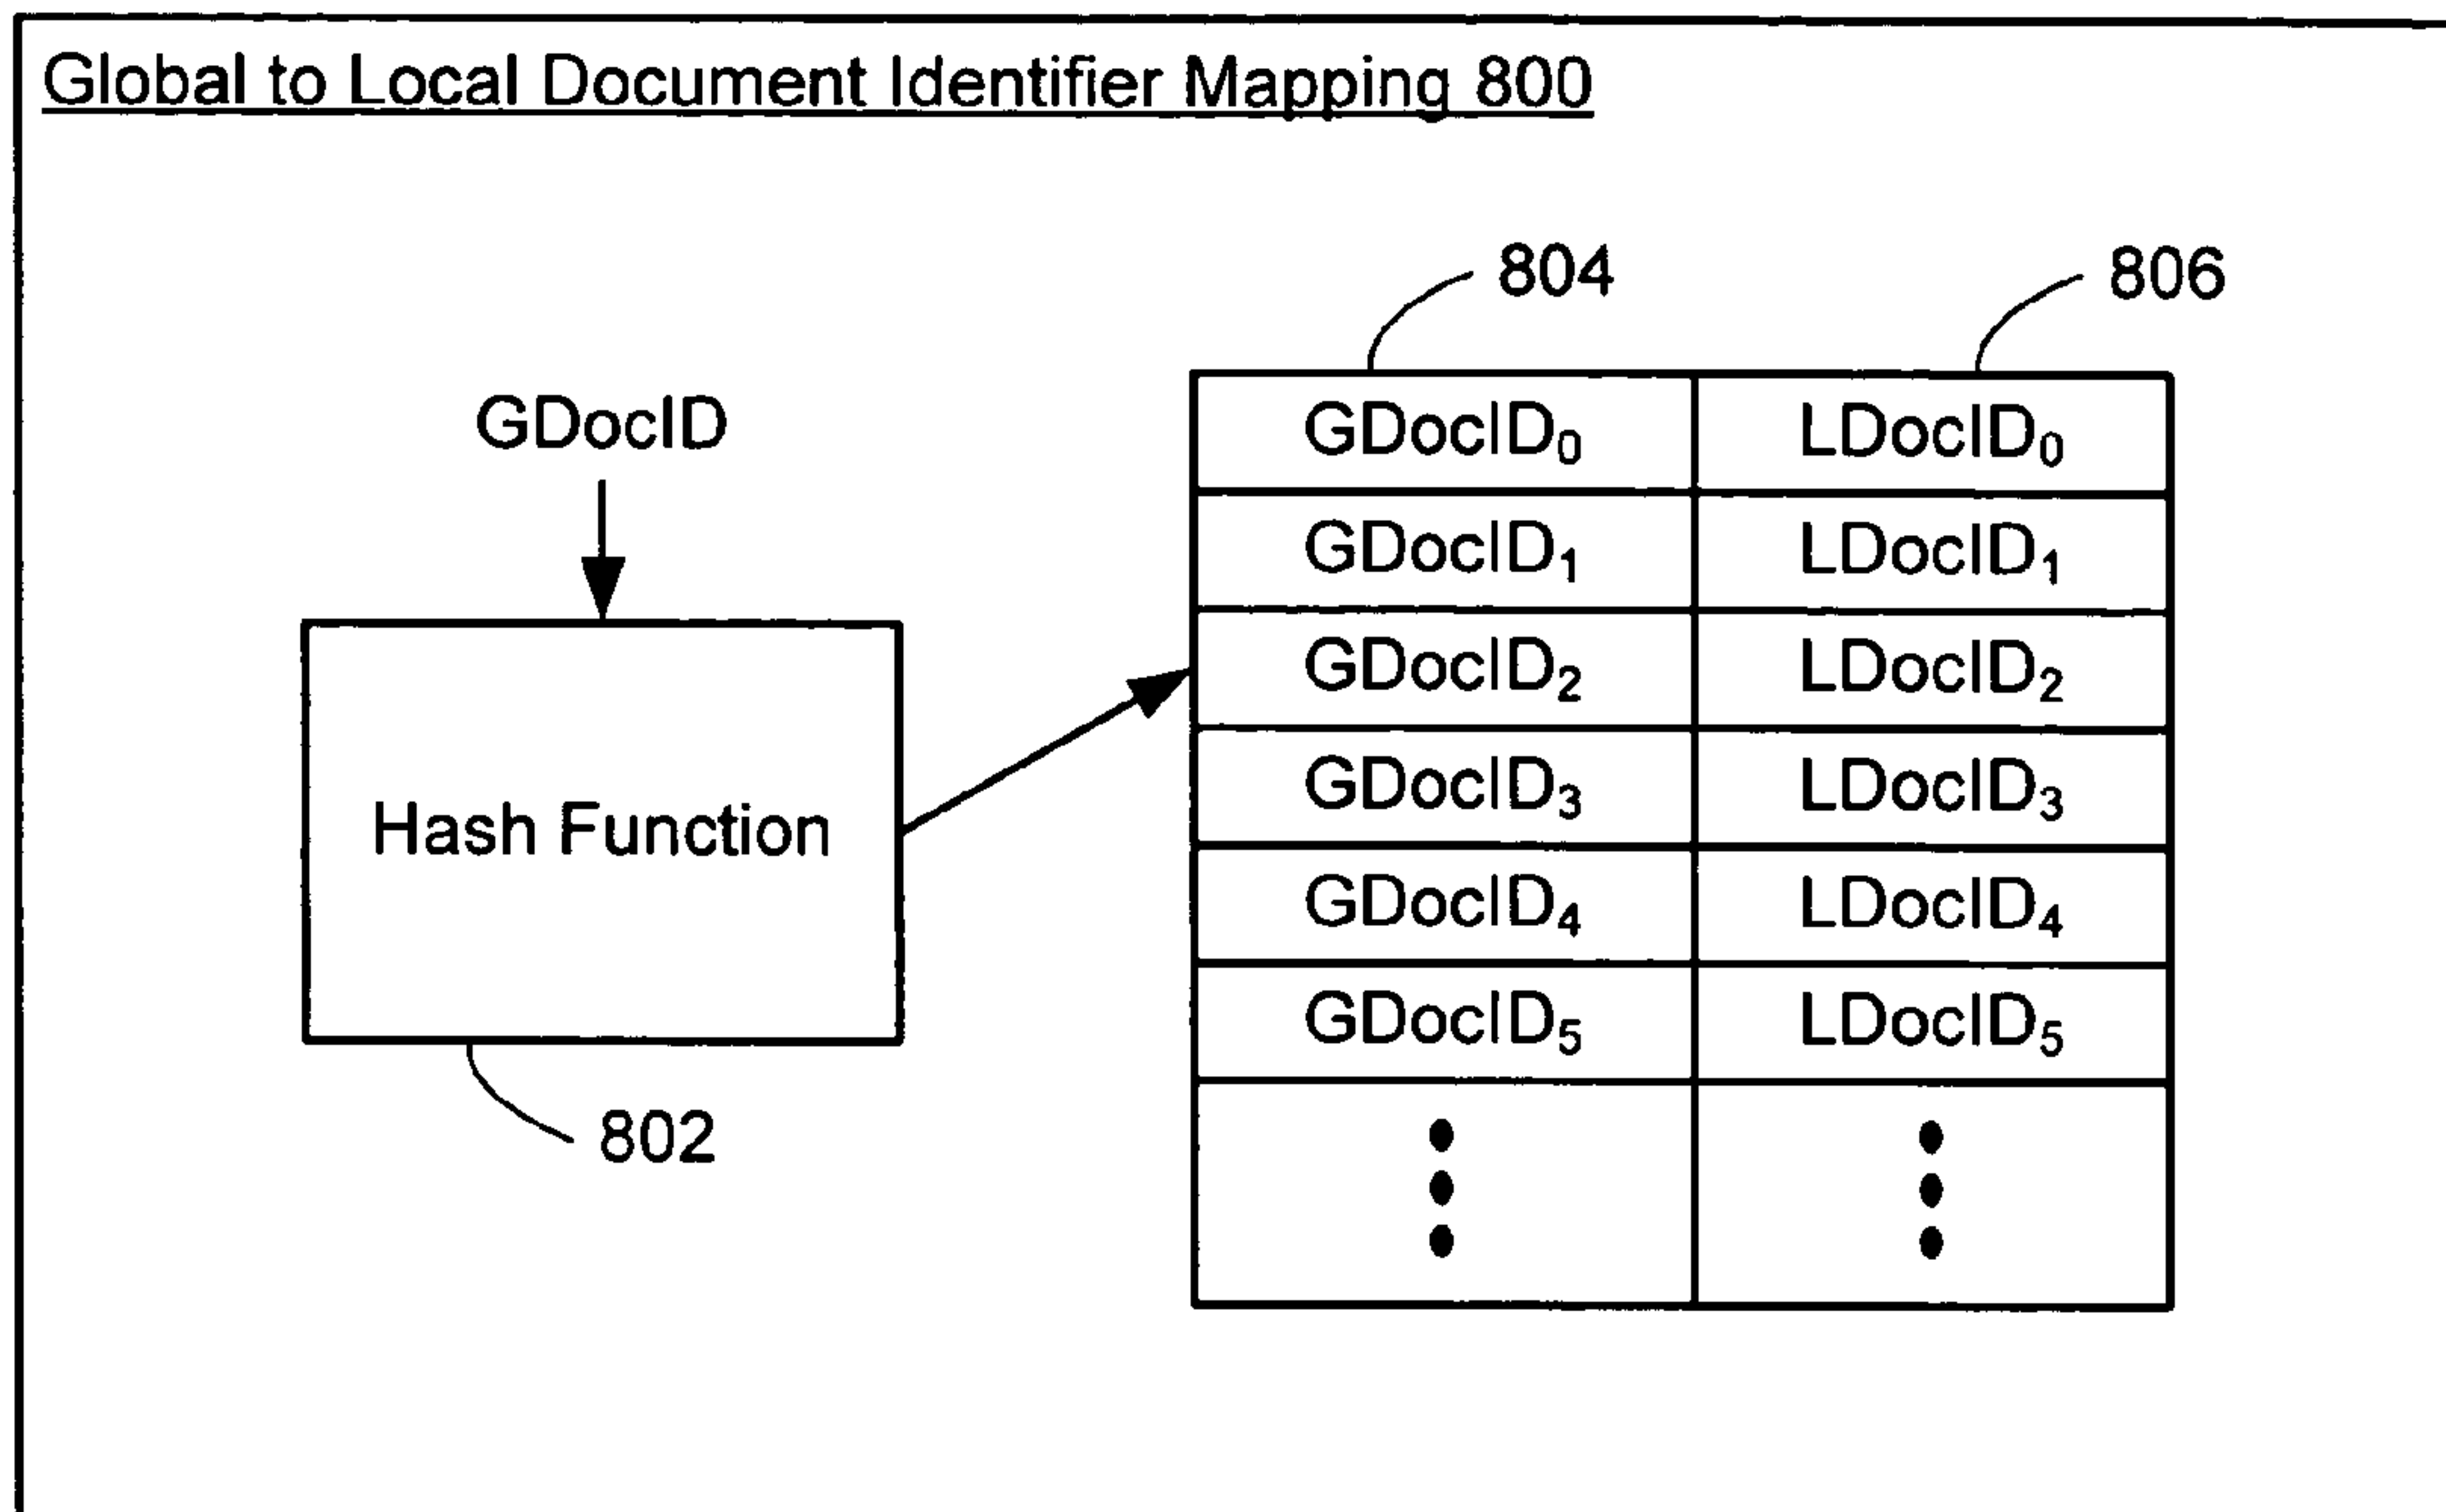 Global to Local Document Identifier Mapping 800
804
806
GDocID
GDocID₀ LDocID₀
GDocID₁ LDocID₁
GDocID₂ LDocID₂
GDocID₃ LDocID₃
GDocID₄ LDocID₄
GDocID₅ LDocID₅
Hash Function
802